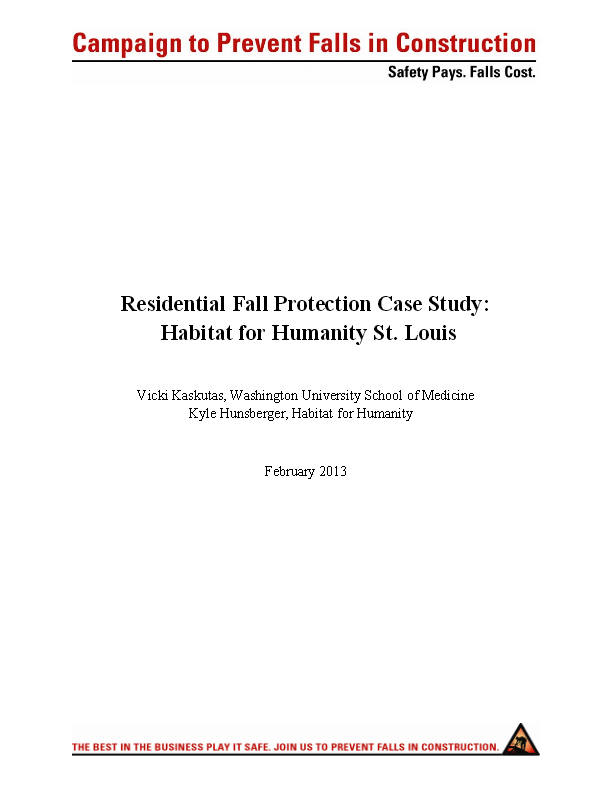 Campaign to Prevent Falls in Construction
Safety Pays. Falls Cost.
Residential Fall Protection Case Study:
Habitat for Humanity St. Louis
Vicki Kaskutas, Washington University School of Medicine
Kyle Hunsberger, Habitat for Humanity
February 2013
THE BEST IN THE BUSINESS PLAY IT SAFE. JOIN US TO PREVENT FALLS IN CONSTRUCTION.